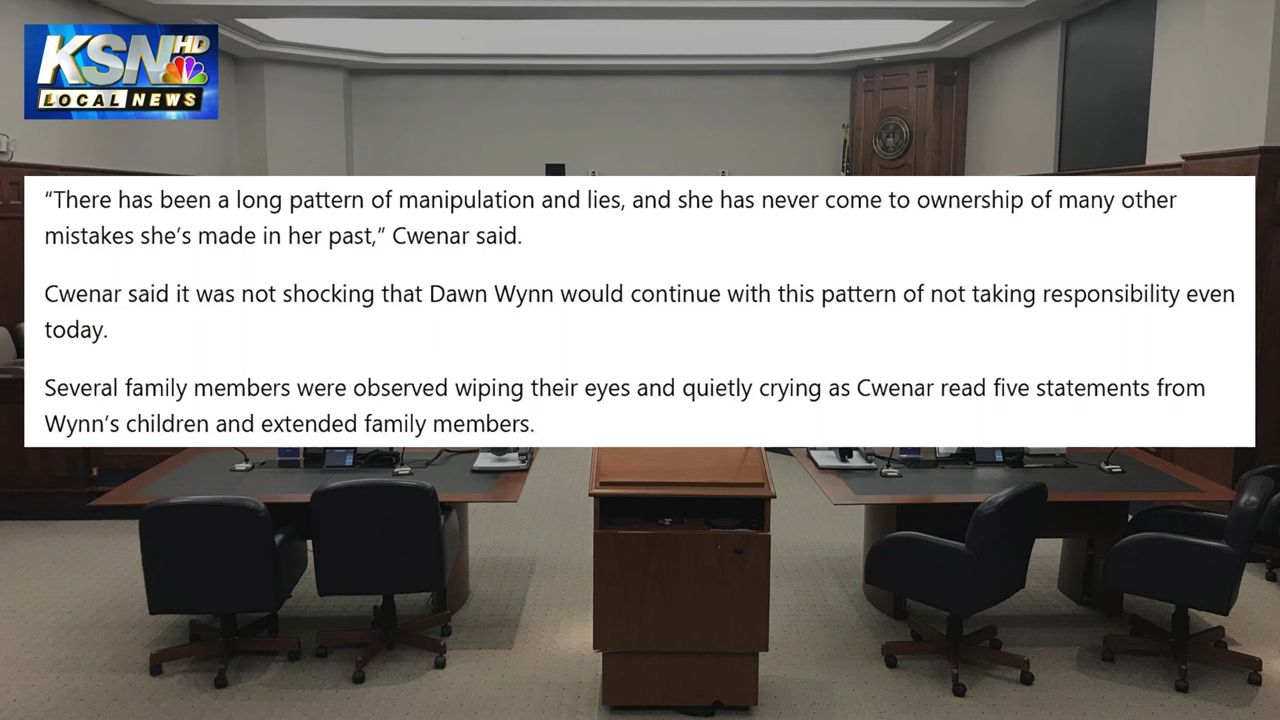 KSN HD
LOCAL NEWS
“There has been a long pattern of manipulation and lies, and she has never come to ownership of many other
mistakes she’s made in her past,” Cwenar said.
Cwenar said it was not shocking that Dawn Wynn would continue with this pattern of not taking responsibility even
today.
Several family members were observed wiping their eyes and quietly crying as Cwenar read five statements from
Wynn’s children and extended family members.